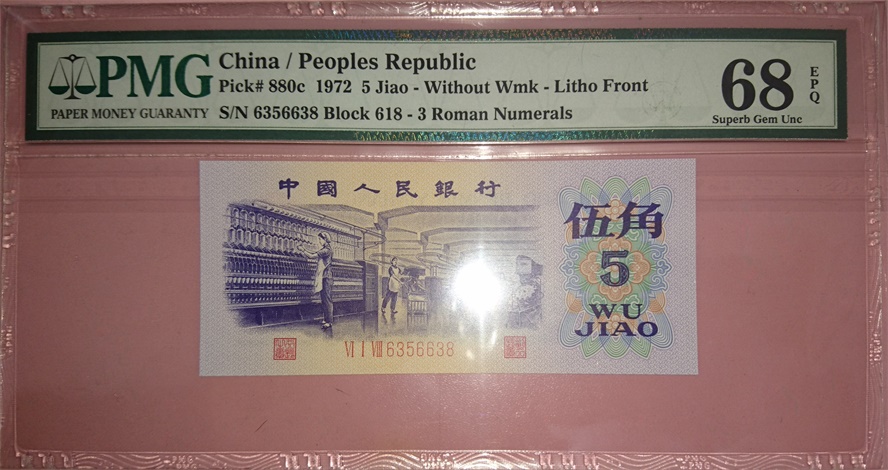 PMG
PAPER MONEY GUARANTY
China / Peoples Republic
Pick# 880c 1972 5 Jiao - Without Wmk - Litho Front
S/N 6356638 Block 618 - 3 Roman Numerals
68 EPQ
Superb Gem Unc
中國人民銀行
伍角
5
WU
JIAO
VI I VIII 6356638